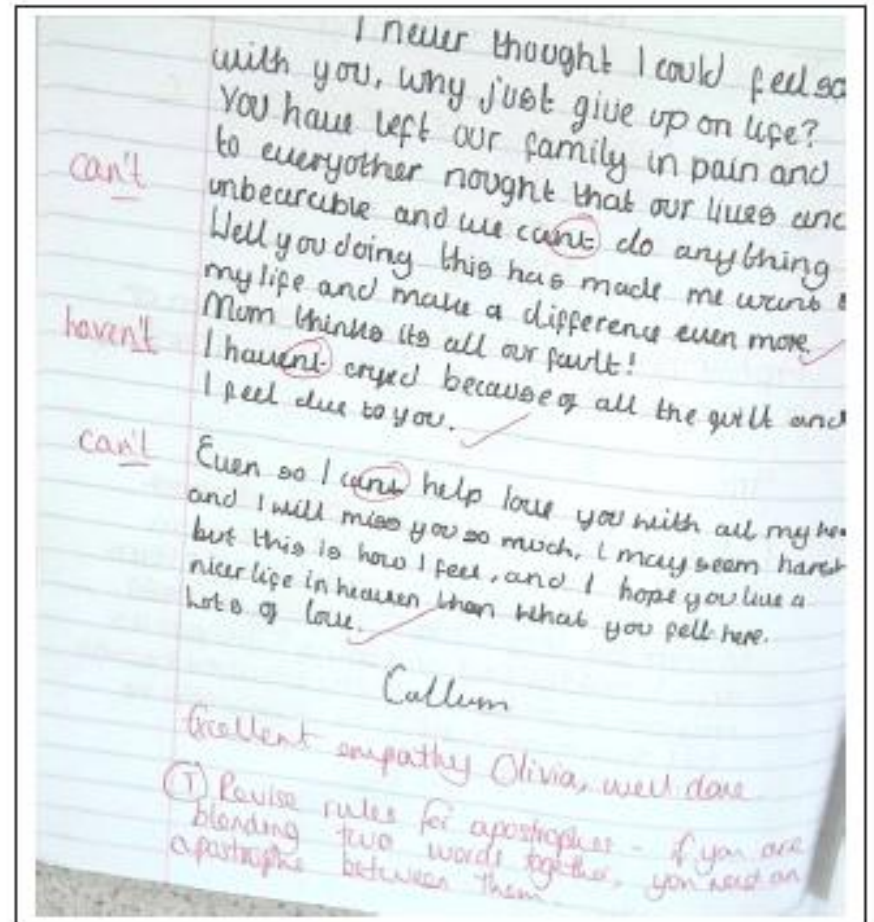 I never thought I could feel so
with you, why just give up on life?
You have left our family in pain and
can't
to everyother nought that our lives and
unbearable and we cant do anything
Well you doing this has made me want
my life and make a difference even more.
haven't
Mum thinks its all our fault!
I havent cryed because of all the guilt and
I feel due to you.
can't
Even so I cant help love you with all my
and I will miss you so much, I may seem harsh
but this is how I feel, and I hope you live a
nicer life in heaven than what you fell here.
Lots of love.
Callum
Excellent empathy Olivia, well done
T Revise rules for apostrophes - if you are
blending two words together, you need an
apostrophe between them